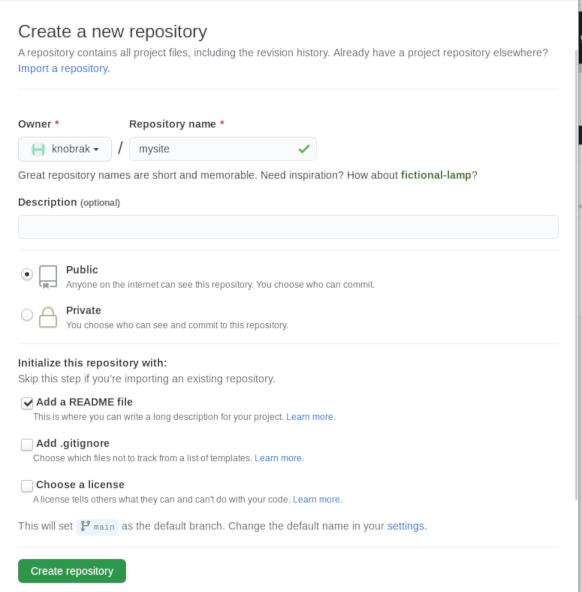 Create a new repository
A repository contains all project files, including the revision history. Already have a project repository elsewhere?
Import a repository.
Owner * Repository name *
knobrak / mysite
Great repository names are short and memorable. Need inspiration? How about fictional-lamp?
Description (optional)
Public
Anyone on the internet can see this repository. You choose who can commit.
Private
You choose who can see and commit to this repository.
Initialize this repository with:
Skip this step if you're importing an existing repository.
Add a README file
This is where you can write a long description for your project. Learn more.
Add .gitignore
Choose which files not to track from a list of templates. Learn more.
Choose a license
A license tells others what they can and can't do with your code. Learn more.
This will set main as the default branch. Change the default name in your settings.
Create repository